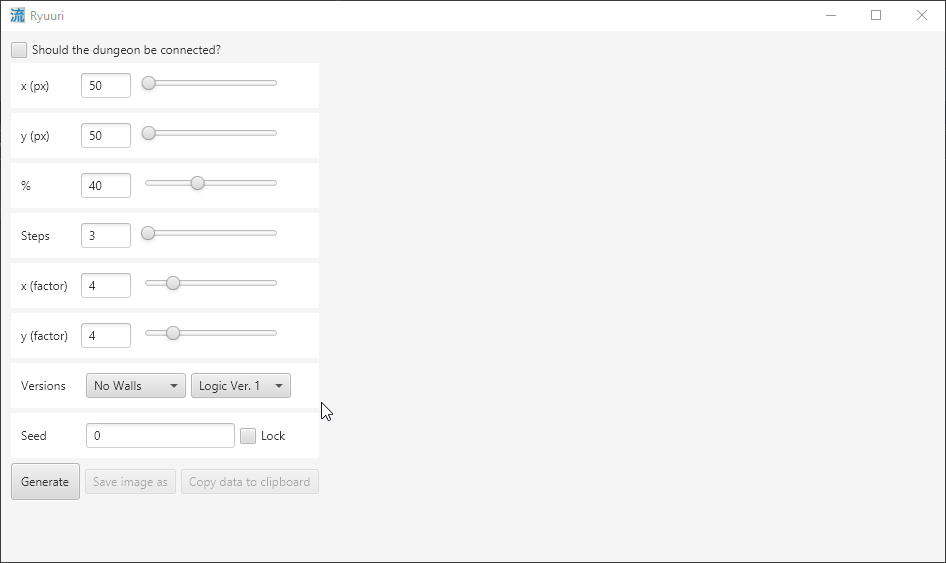 流 Ryuuri
Should the dungeon be connected?
x (px) 50
y (px) 50
% 40
Steps 3
x (factor) 4
y (factor) 4
Versions No Walls Logic Ver. 1
Seed 0 Lock
Generate Save image as Copy data to clipboard